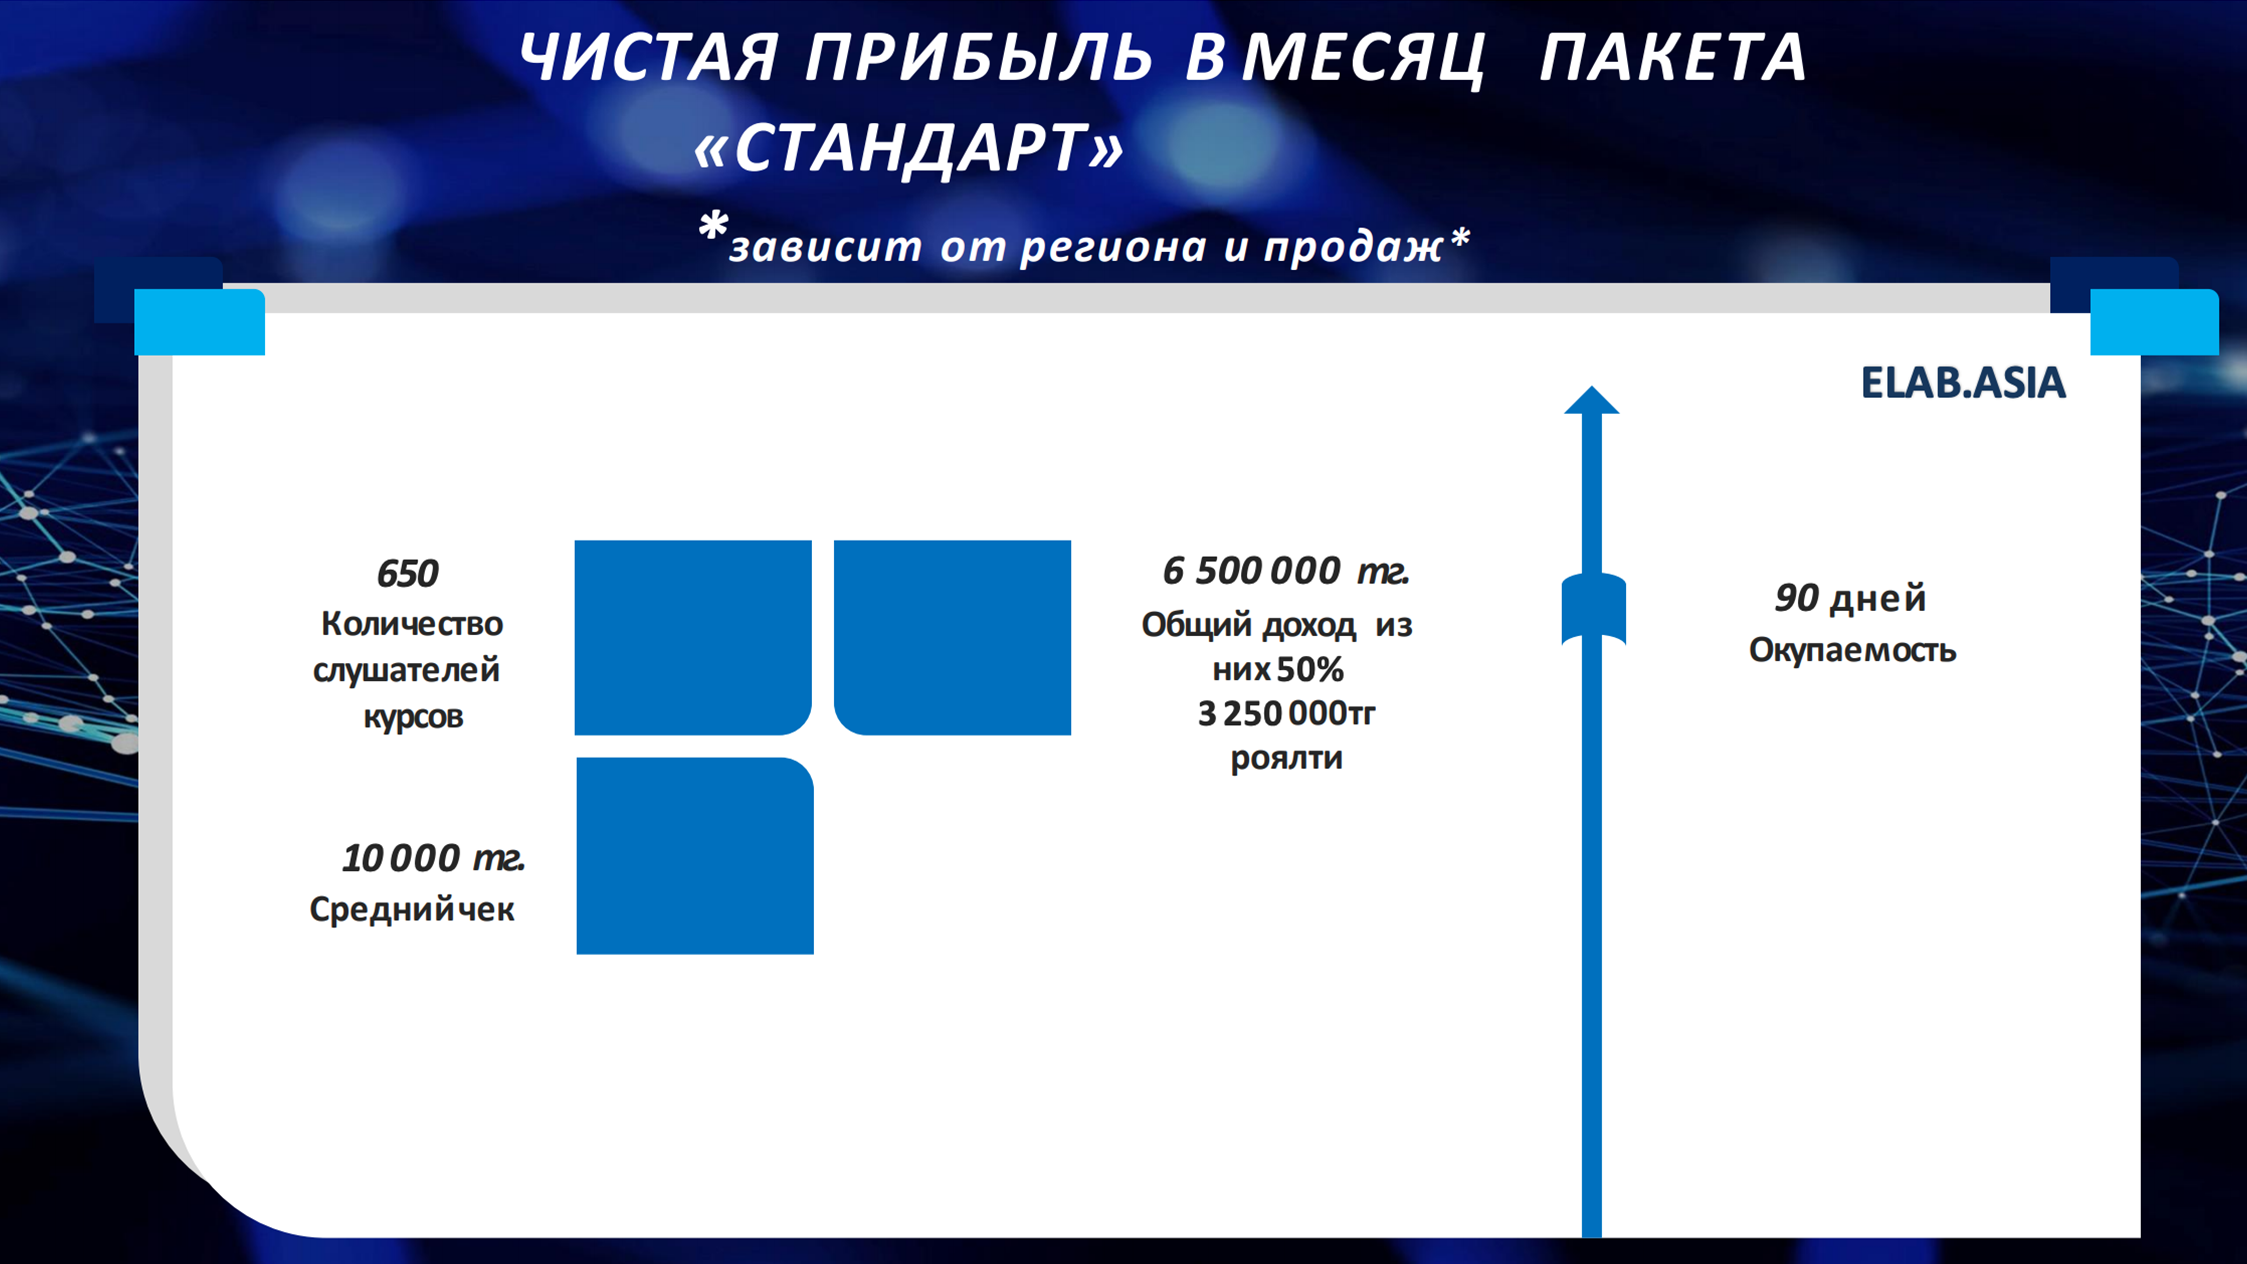 ЧИСТАЯ ПРИБЫЛЬ В МЕСЯЦ ПАКЕТА
«СТАНДАРТ»
*зависит от региона и продаж*
ELAB.ASIA
650
Количество
слушателей
курсов
6 500 000 тг.
Общий доход из
них 50%
3 250 000тг
роялти
90 дней
Окупаемость
10 000 тг.
Средний чек